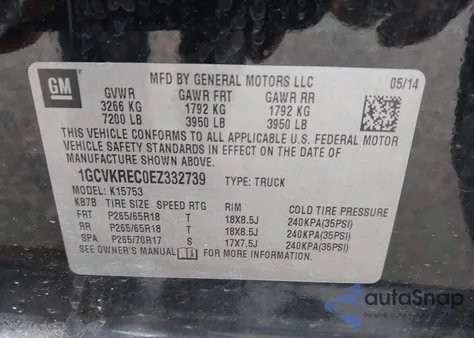 GM
MFD BY GENERAL MOTORS LLC 05/14
GVWR GAWR FRT GAWR RR
3266 KG 1792 KG 1792 KG
7200 LB 3950 LB 3950 LB
THIS VEHICLE CONFORMS TO ALL APPLICABLE U.S. FEDERAL MOTOR
VEHICLE SAFETY STANDARDS IN EFFECT ON THE DATE OF
MANUFACTURE SHOWN ABOVE.
1GCVKREC0EZ332739 TYPE: TRUCK
MODEL: K15753
KB7B TIRE SIZE SPEED RTG RIM COLD TIRE PRESSURE
FRT P265/65R18 T 18X8.5J 240KPA(35PSI)
RR P265/65R18 T 18X8.5J 240KPA(35PSI)
SPA P265/70R17 S 17X7.5J 240KPA(35PSI)
SEE OWNER'S MANUAL FOR MORE INFORMATION.
autaSnap